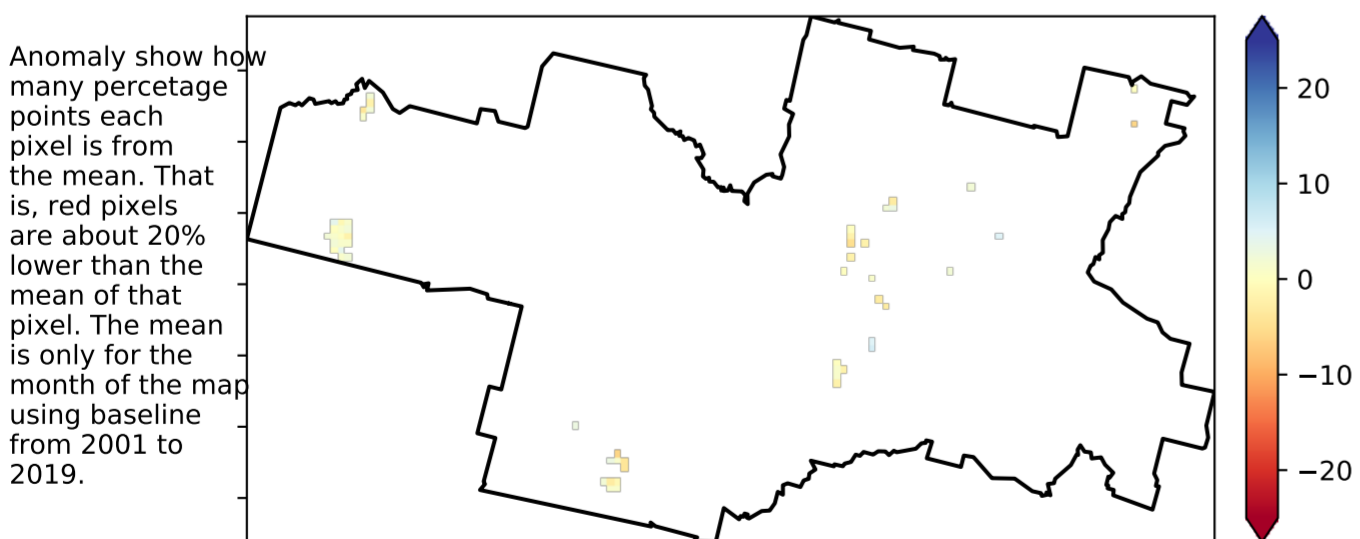 Anomaly show how
many percetage
points each
pixel is from
the mean. That
is, red pixels
are about 20%
lower than the
mean of that
pixel. The mean
is only for the
month of the map
using baseline
from 2001 to
2019.
20
10
0
−10
−20